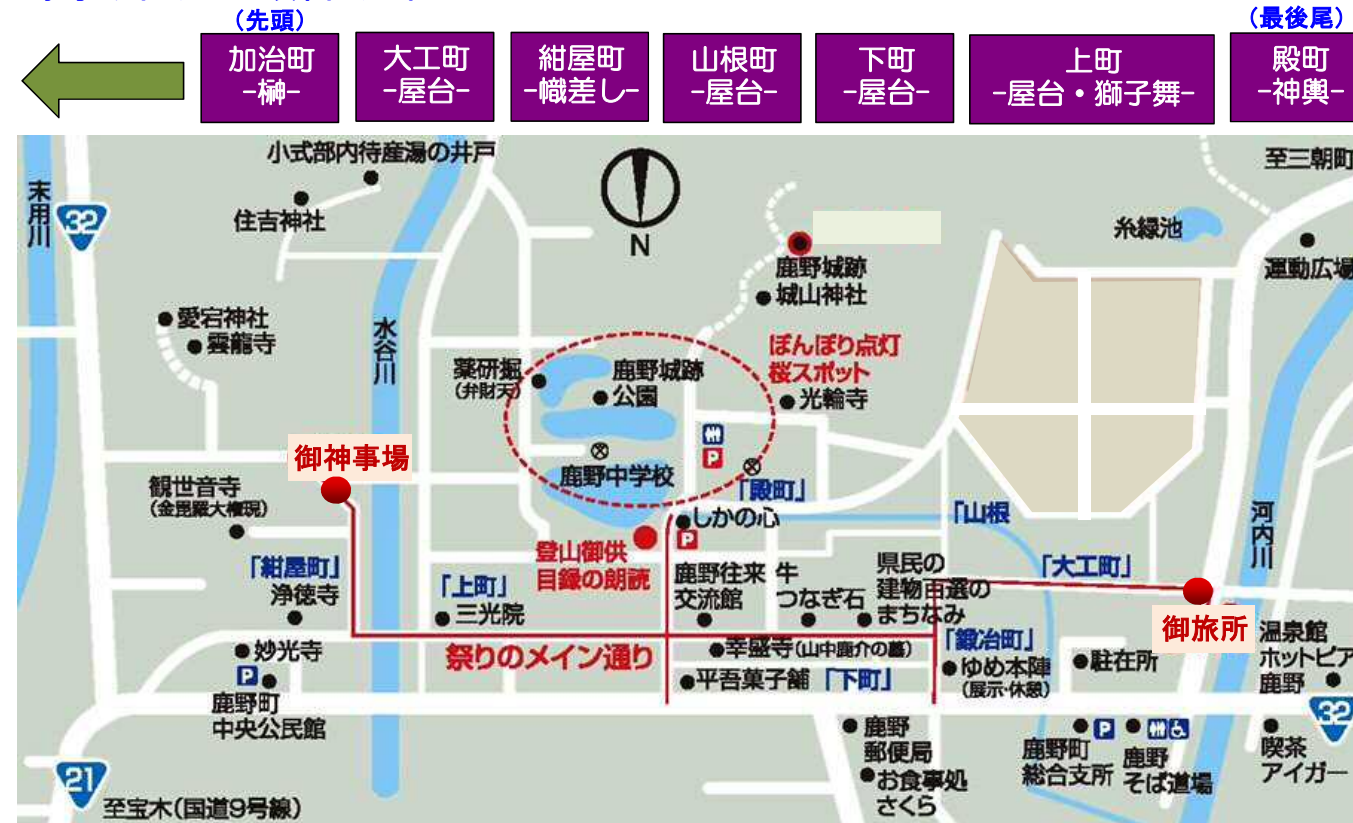 (先頭)
(最後尾)
加治町
-榊-
大工町
-屋台-
紺屋町
-幟差し-
山根町
-屋台-
下町
-屋台-
上町
-屋台・獅子舞-
殿町
-神輿-
小式部内待産湯の井戸
至三朝町
末用川
32
住吉神社
N
糸縁池
運動広場
鹿野城跡
城山神社
愛宕神社
雲龍寺
水谷川
ぼんぼり点灯
桜スポット
光輪寺
薬研堀
(弁財天)
鹿野城跡
公園
御神事場
P
鹿野中学校
「殿町」
観世音寺
(金毘羅大権現)
しかの心
P
「山根
河内川
登山御供
目録の朗読
「紺屋町」
浄徳寺
「上町」
三光院
鹿野往来
交流館
牛
つなぎ石
県民の
建物百選の
まちなみ
「大工町」
御旅所
妙光寺
P
鹿野町
中央公民館
祭りのメイン通り
幸盛寺(山中鹿介の墓)
平吾菓子舗
「下町」
「鍛冶町」
ゆめ本陣
(展示・休憩)
駐在所
温泉館
ホットピア
鹿野
32
鹿野
郵便局
お食事処
さくら
P
鹿野町
総合支所
鹿野
そば道場
喫茶
アイガー
21
至宝木(国道9号線)